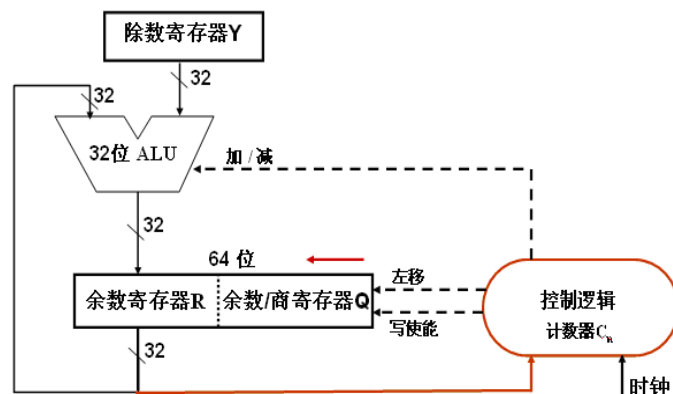 除数寄存器Y
32
32
32位 ALU
加 / 减
32
64 位
余数寄存器R
余数/商寄存器Q
左移
写使能
控制逻辑
计数器Cn
32
时钟